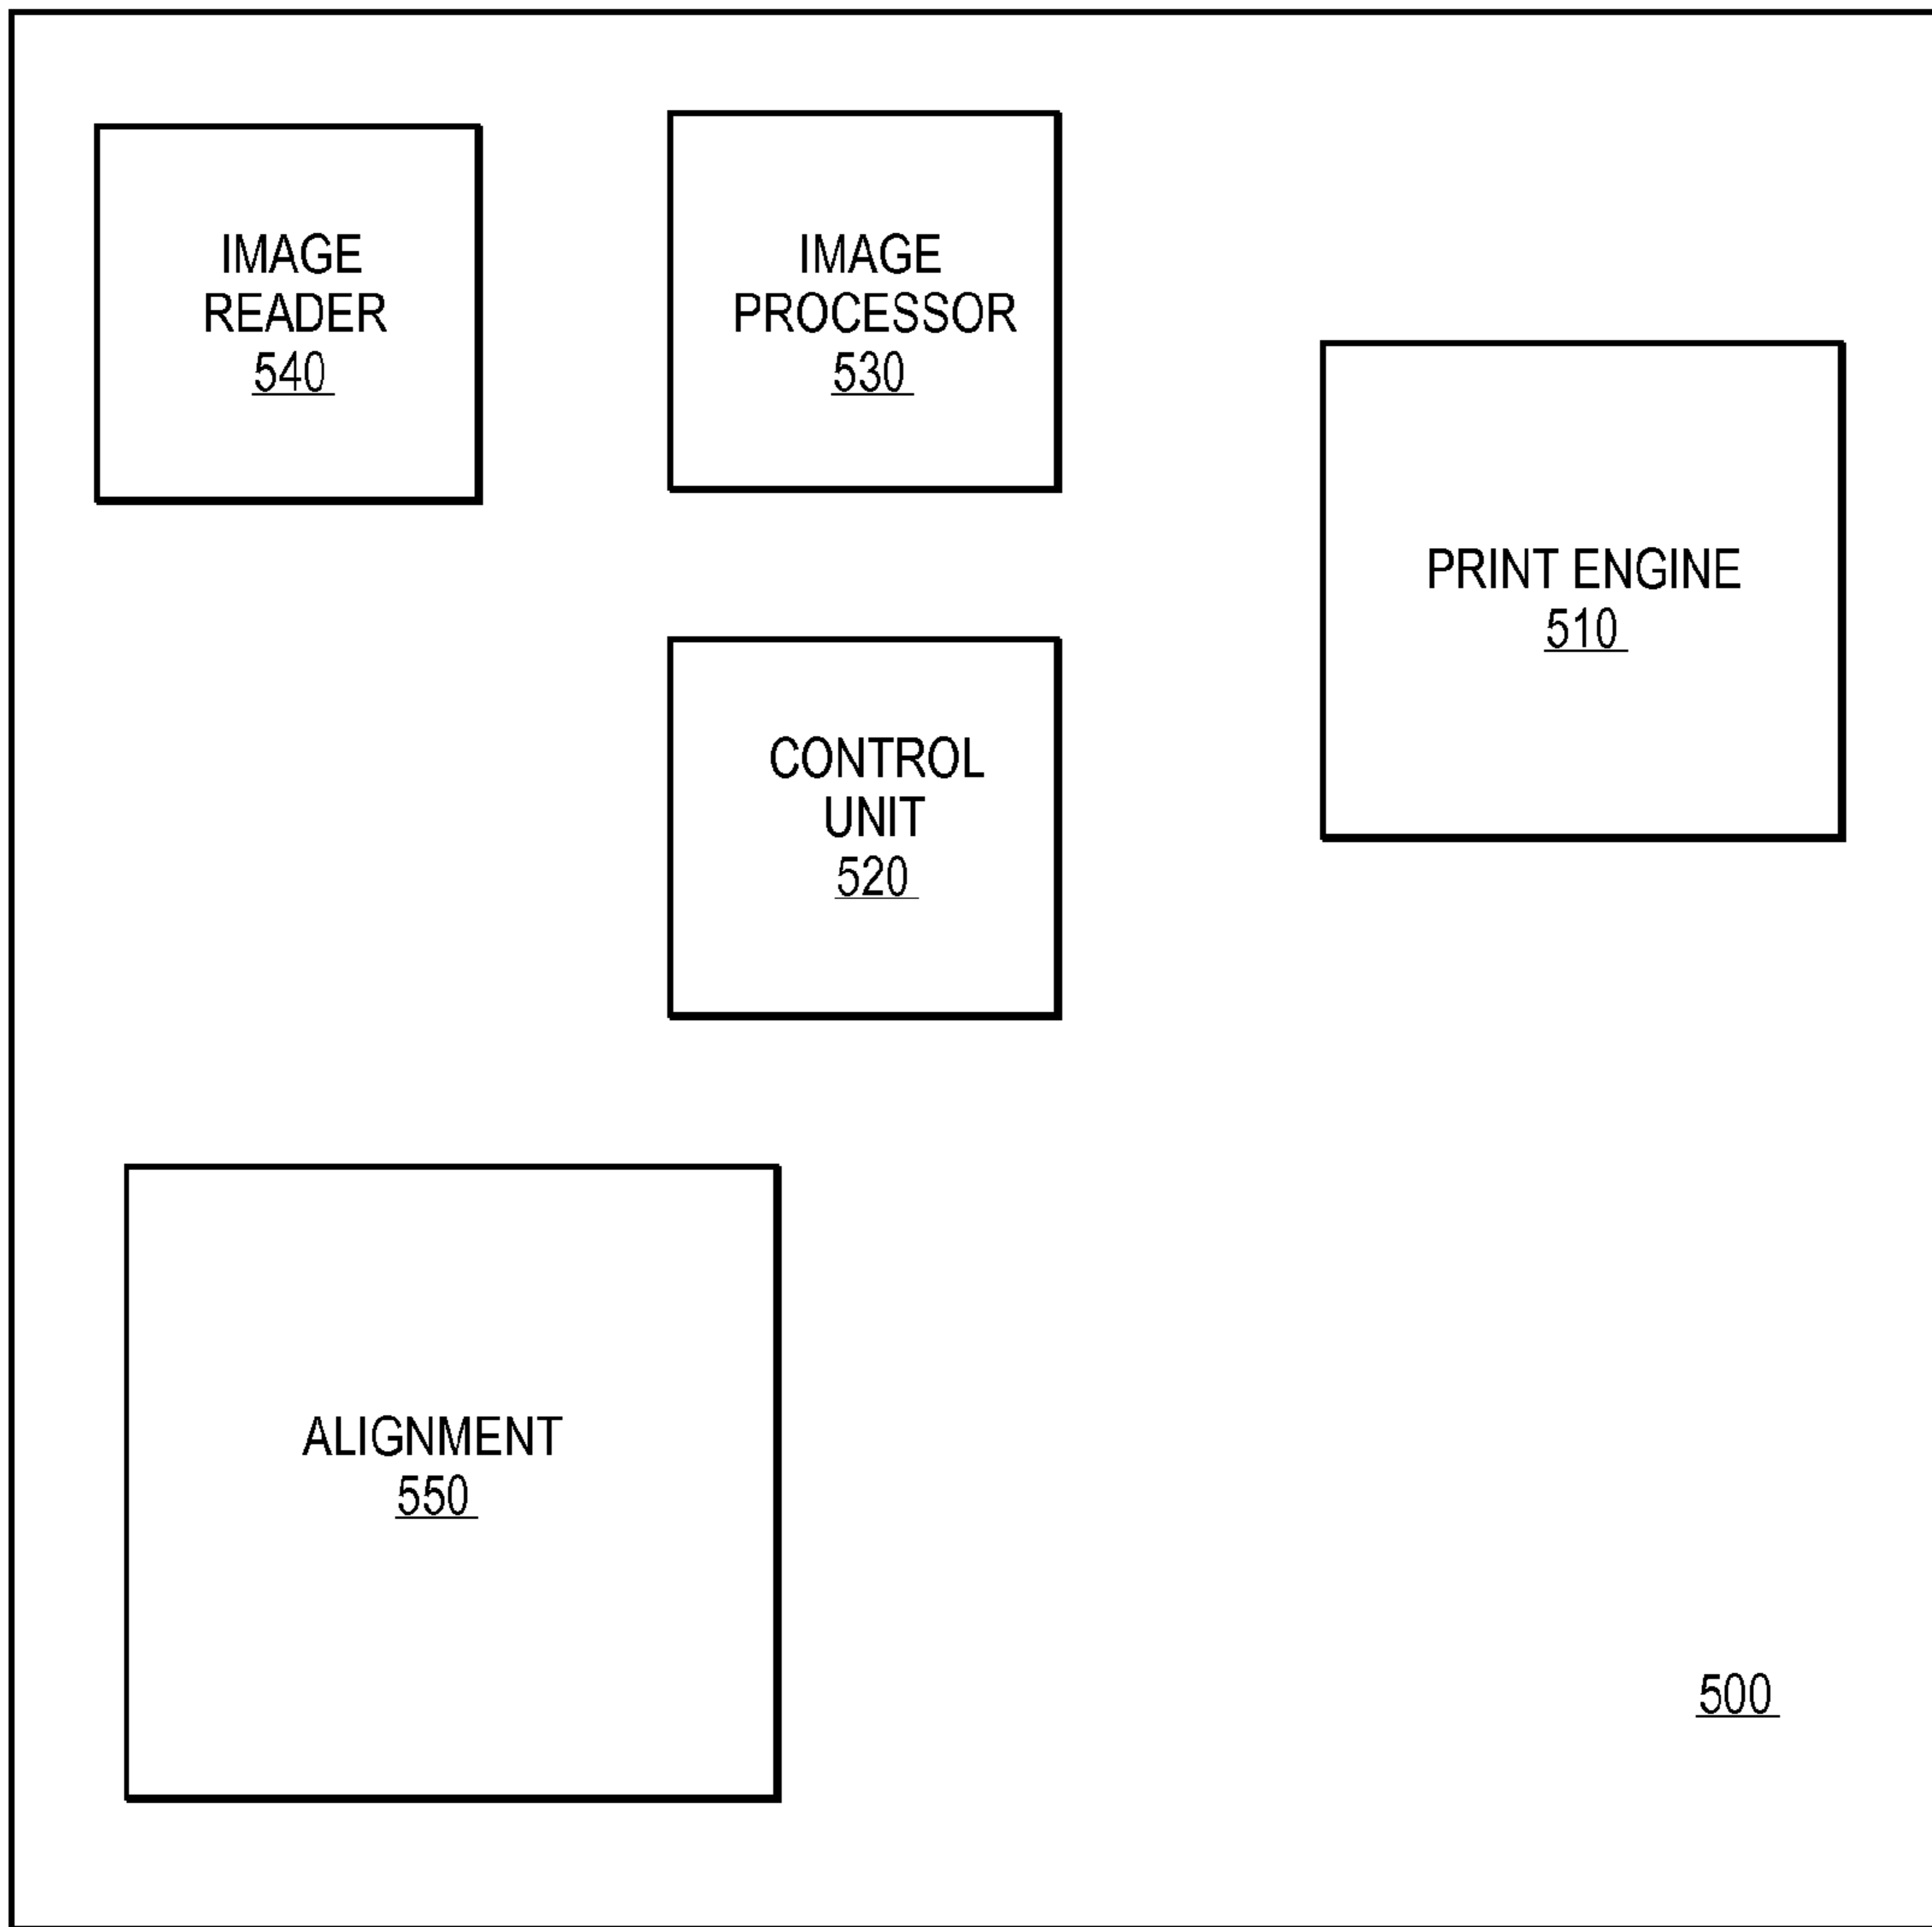 IMAGE
READER
540
IMAGE
PROCESSOR
530
PRINT ENGINE
510
CONTROL
UNIT
520
ALIGNMENT
550
500